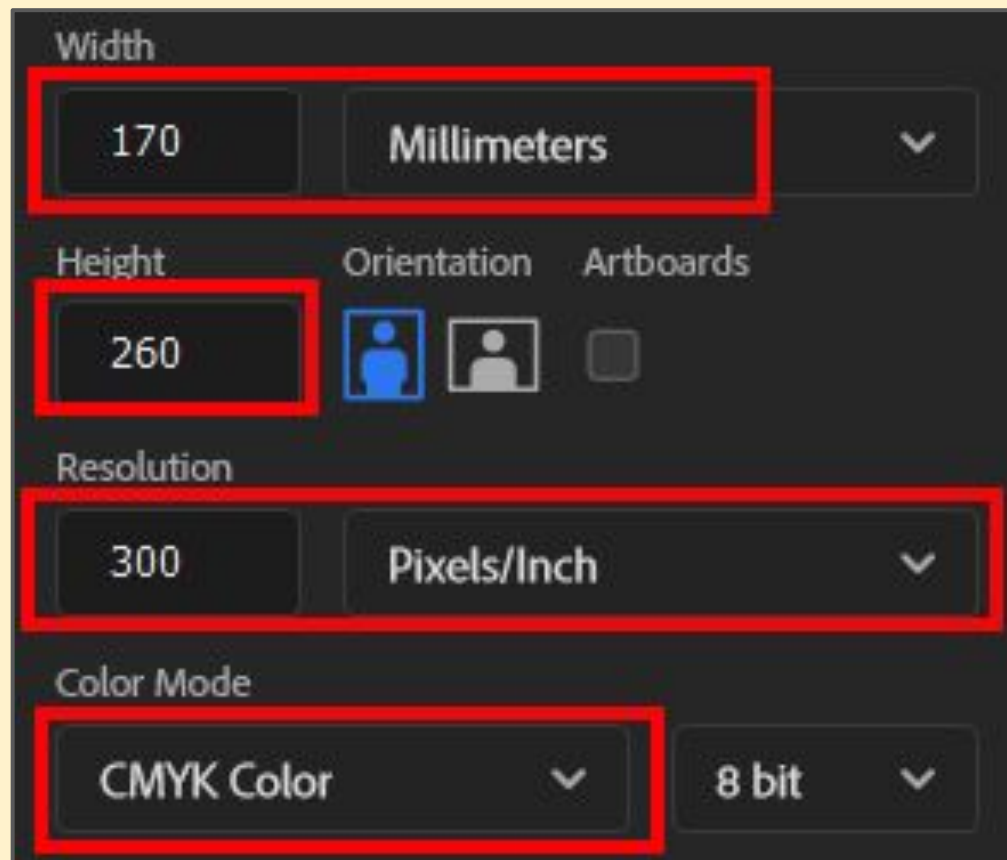 Width
170 Millimeters
Height Orientation Artboards
260
Resolution
300 Pixels/Inch
Color Mode
CMYK Color 8 bit